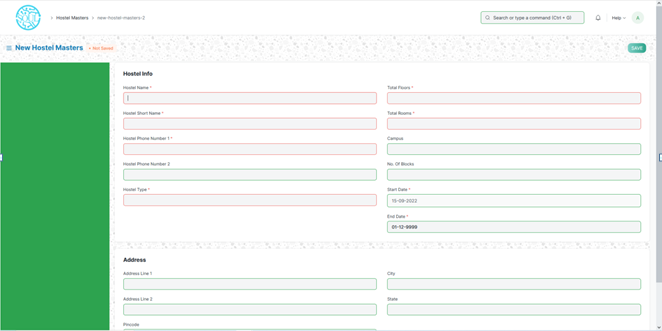 Hostel Masters
new-hostel-masters-2
Search or type a command (Ctrl + G)
Help
A
New Hostel Masters
Not Saved
SAVE
Hostel Info
Hostel Name *
Total Floors *
Hostel Short Name *
Total Rooms *
Hostel Phone Number 1 *
Campus
Hostel Phone Number 2
No. Of Blocks
Hostel Type *
Start Date *
15-09-2022
End Date *
01-12-9999
Address
Address Line 1
City
Address Line 2
State
Pincode